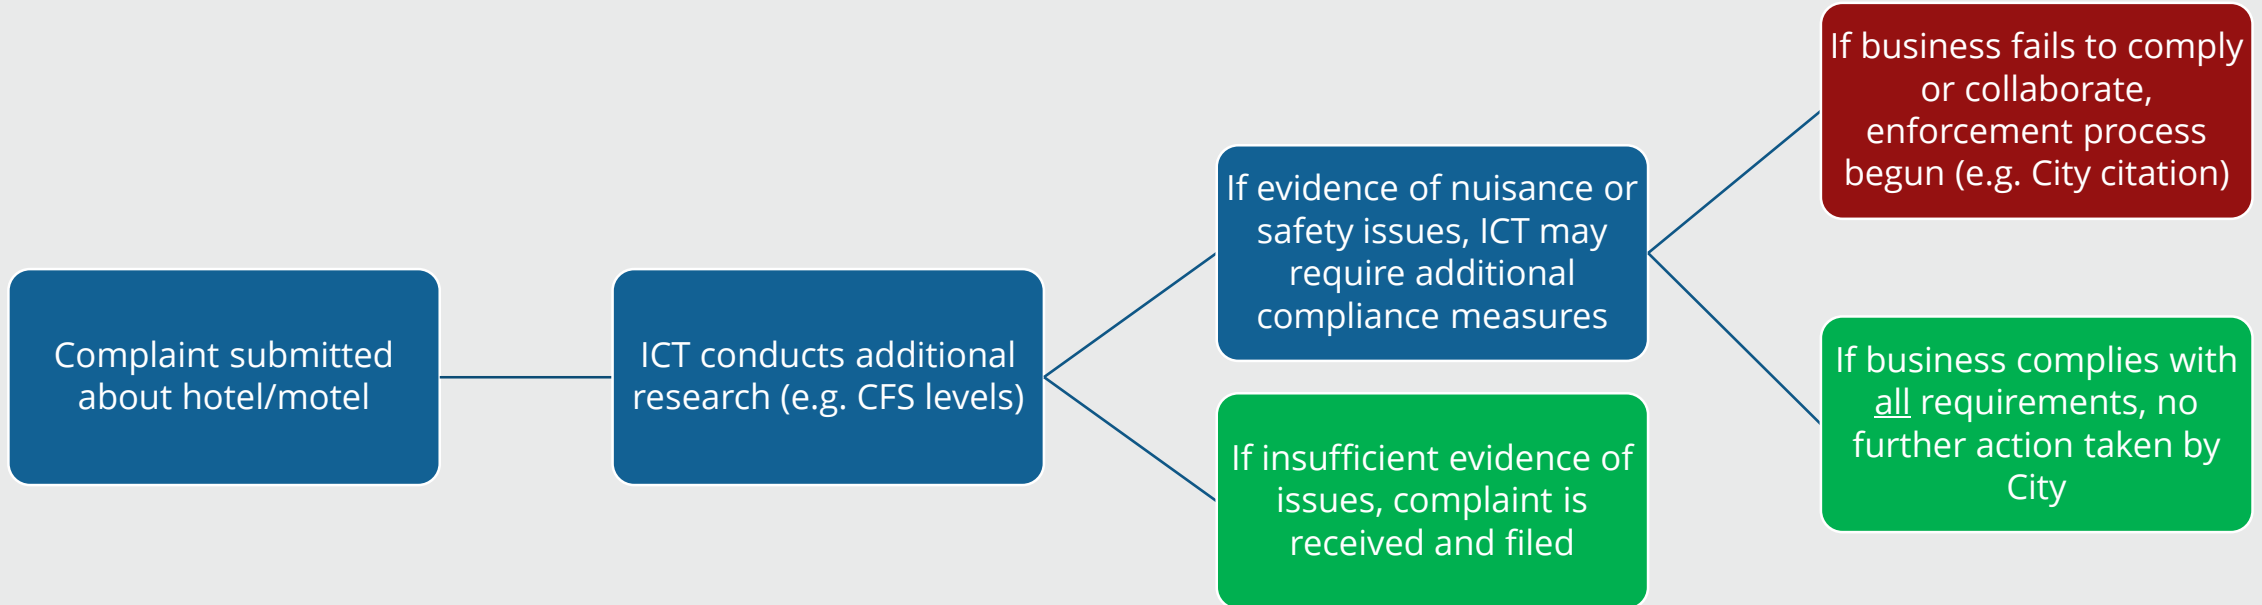 Complaint submitted
about hotel/motel
ICT conducts additional
research (e.g. CFS levels)
If evidence of nuisance or
safety issues, ICT may
require additional
compliance measures
If insufficient evidence of
issues, complaint is
received and filed
If business fails to comply
or collaborate,
enforcement process
begun (e.g. City citation)
If business complies with
all requirements, no
further action taken by
City